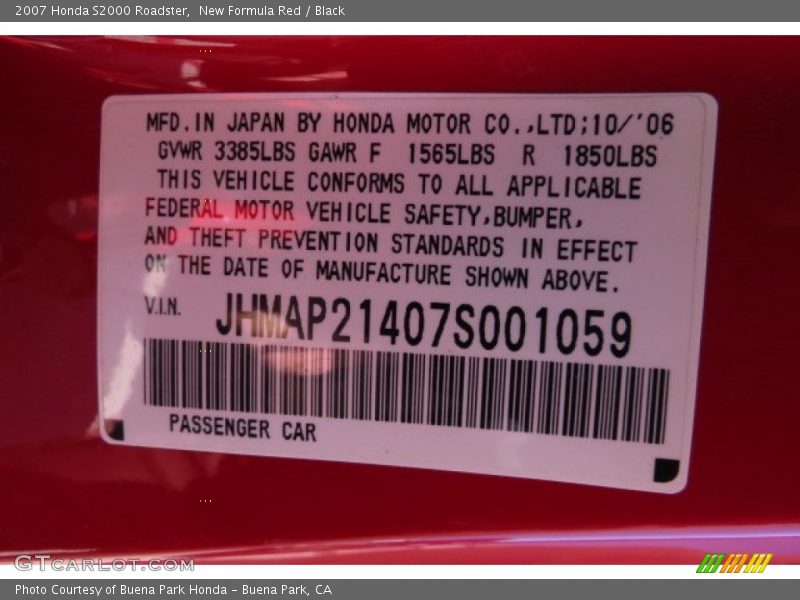 2007 Honda S2000 Roadster, New Formula Red / Black
MFD.IN JAPAN BY HONDA MOTOR CO.,LTD;10/'06
GVWR 3385LBS GAWR F 1565LBS R 1850LBS
THIS VEHICLE CONFORMS TO ALL APPLICABLE
FEDERAL MOTOR VEHICLE SAFETY,BUMPER,
AND THEFT PREVENTION STANDARDS IN EFFECT
ON THE DATE OF MANUFACTURE SHOWN ABOVE.
V.I.N. JHMAP21407S001059
PASSENGER CAR
GTCARLOT.COM
Photo Courtesy of Buena Park Honda - Buena Park, CA